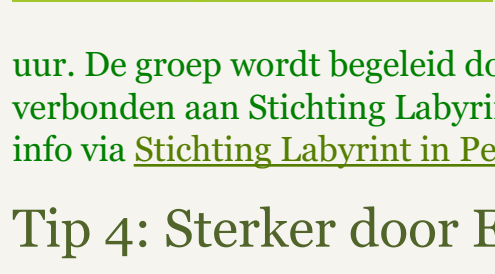 uur. De groep wordt begeleid do
verbonden aan Stichting Labyri
info via Stichting Labyrint in Pe
Tip 4: Sterker door E